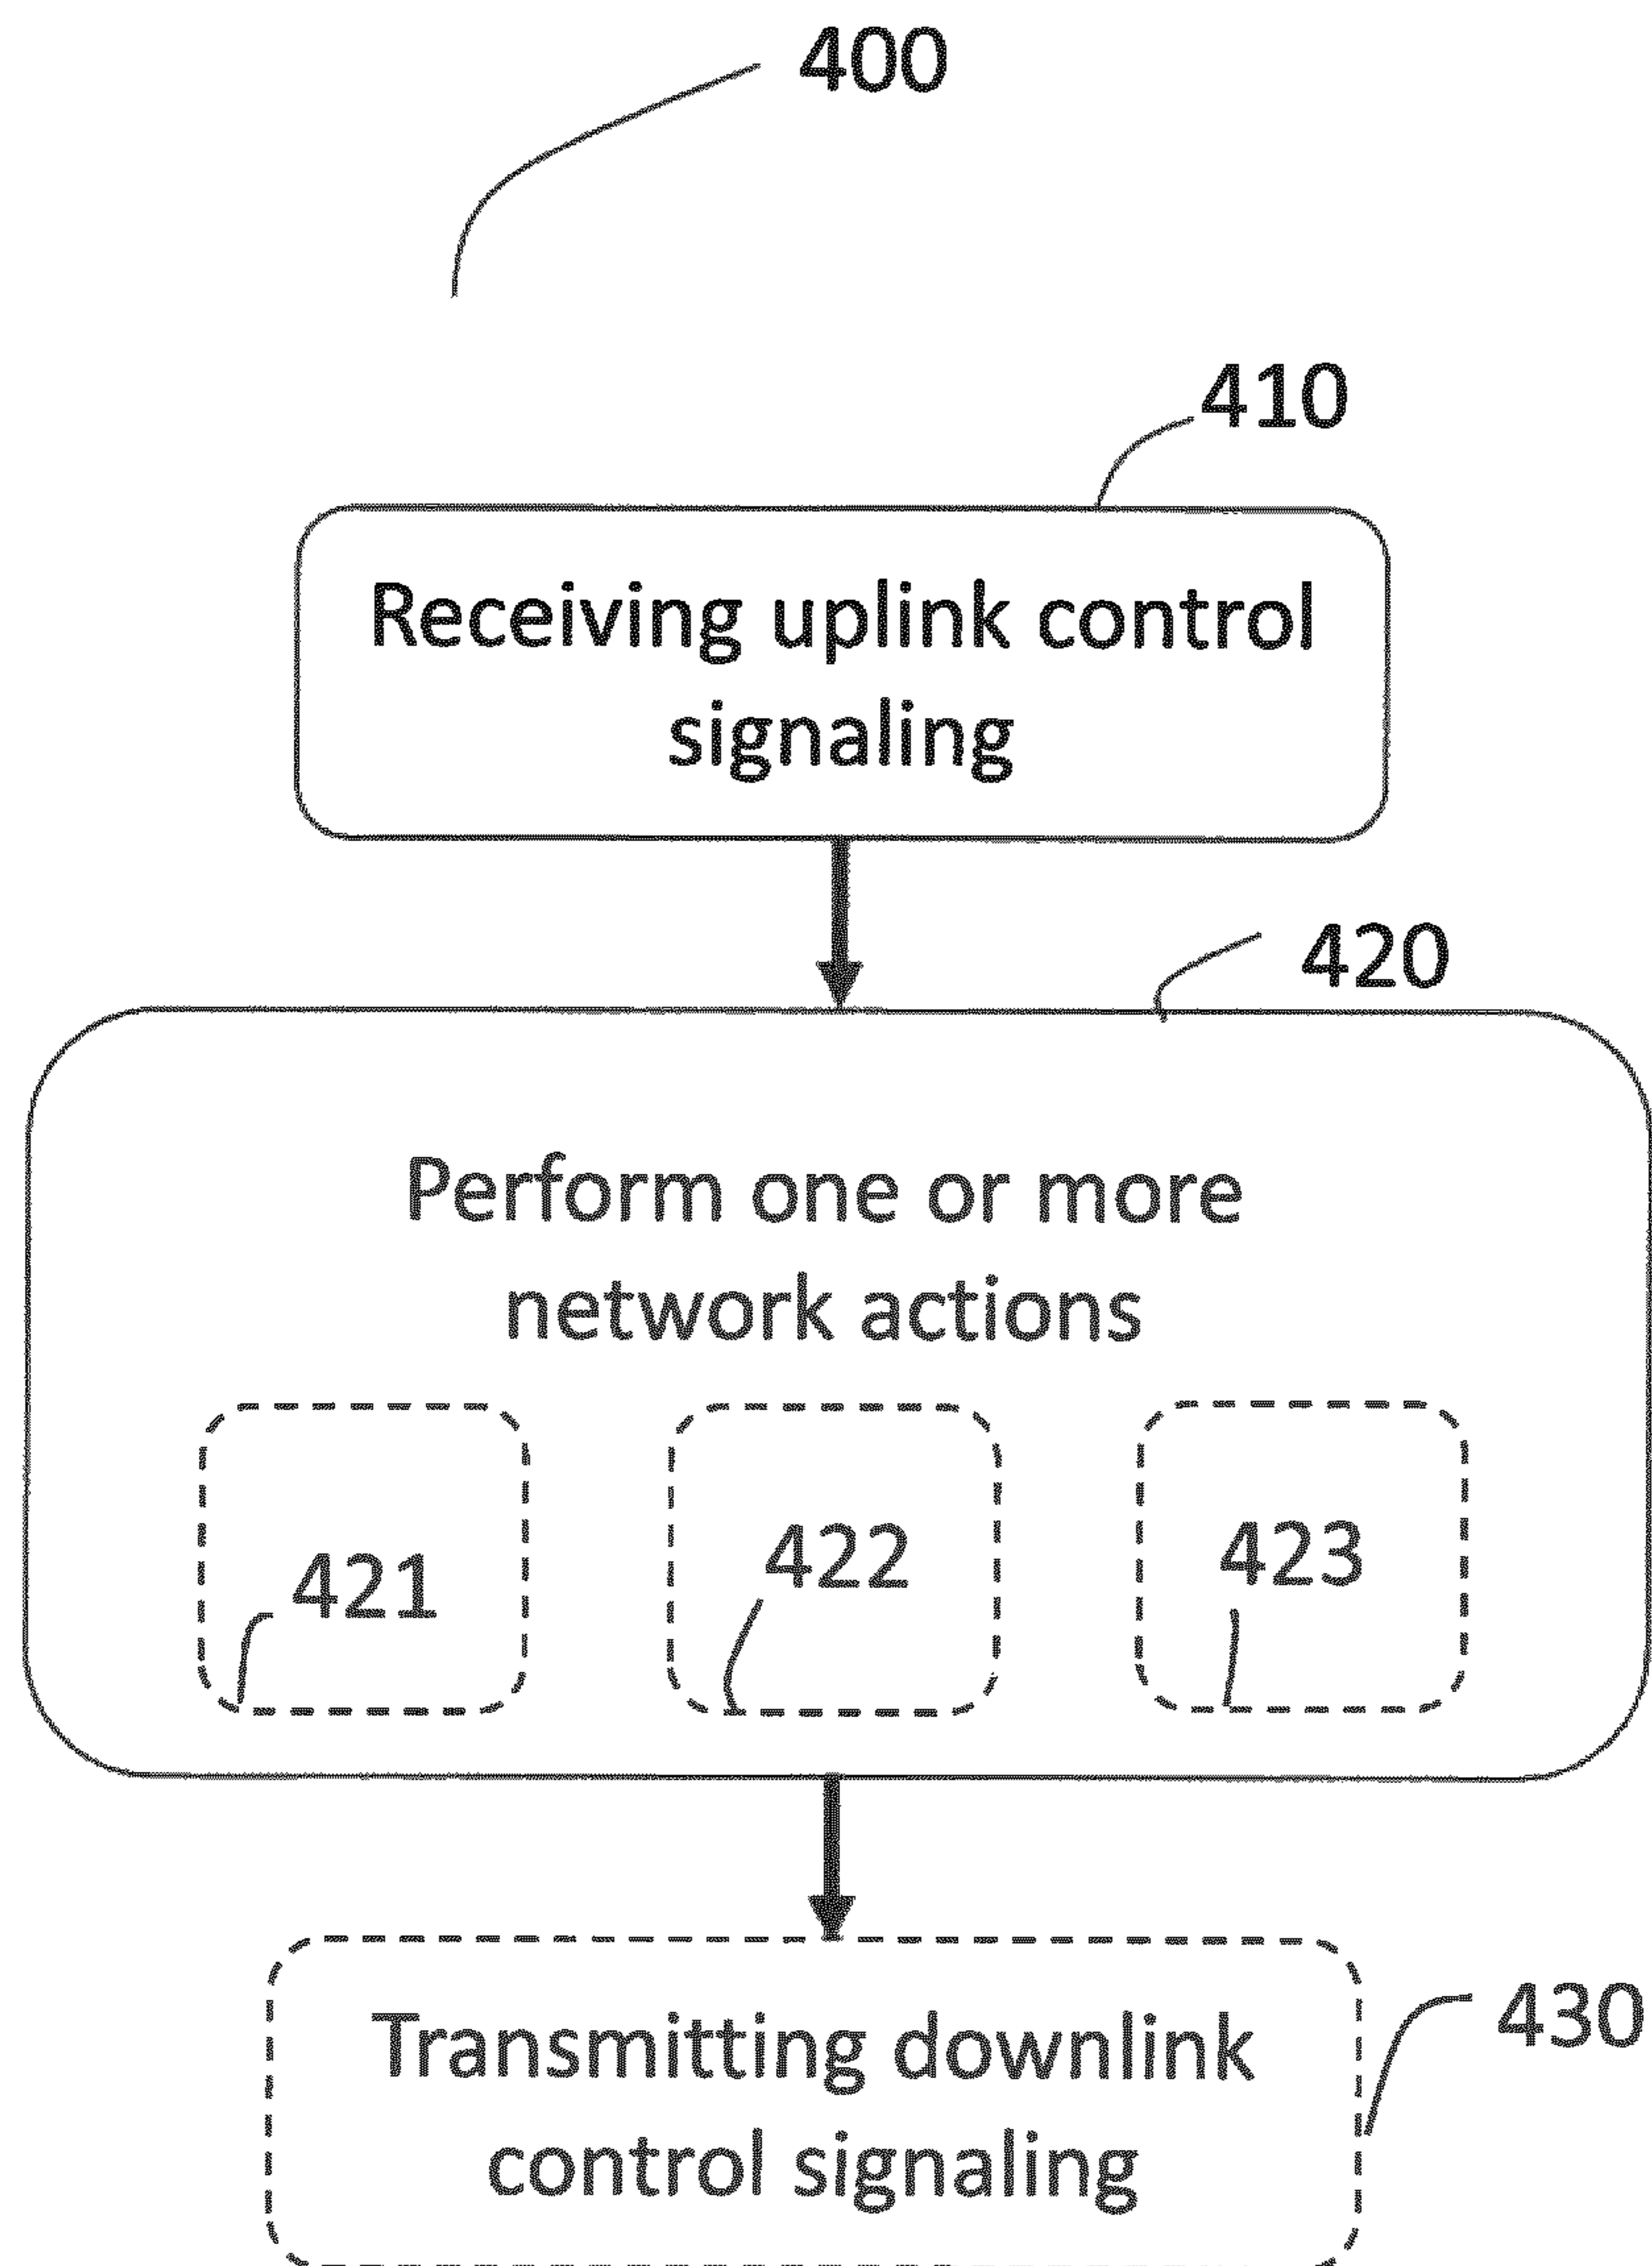 400
410
Receiving uplink control
signaling
420
Perform one or more
network actions
421
422
423
Transmitting downlink
control signaling
430